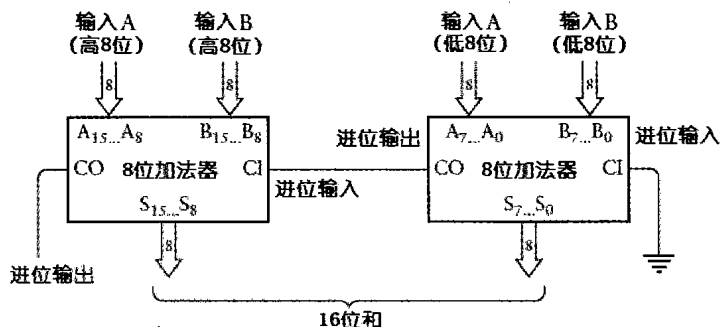 输入A
(高8位)
输入B
(高8位)
输入A
(低8位)
输入B
(低8位)
8
8
8
8
A15...A8
B15...B8
进位输出
A7...A0
B7...B0
进位输入
CO
8位加法器
CI
CO
8位加法器
CI
进位输入
S15...S8
S7...S0
进位输出
8
8
16位和